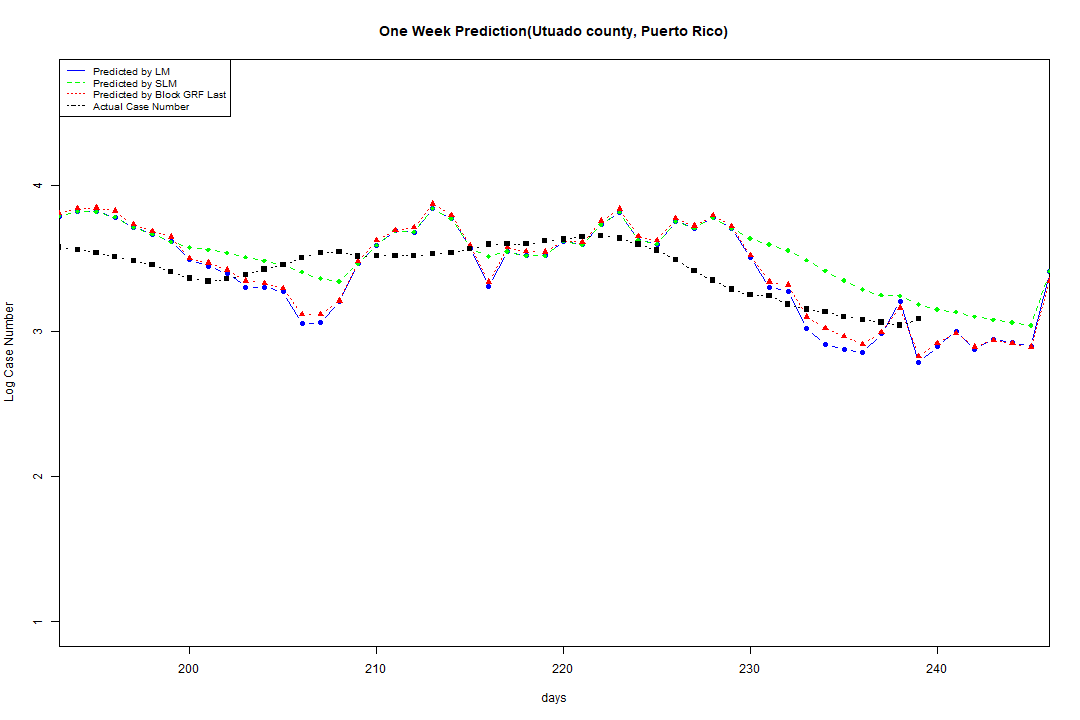 One Week Prediction(Utuado county, Puerto Rico)
Predicted by LM
Predicted by SLM
Predicted by Block GRF Last
Actual Case Number
4
3
2
1
Log Case Number
200 210 220 230 240
days